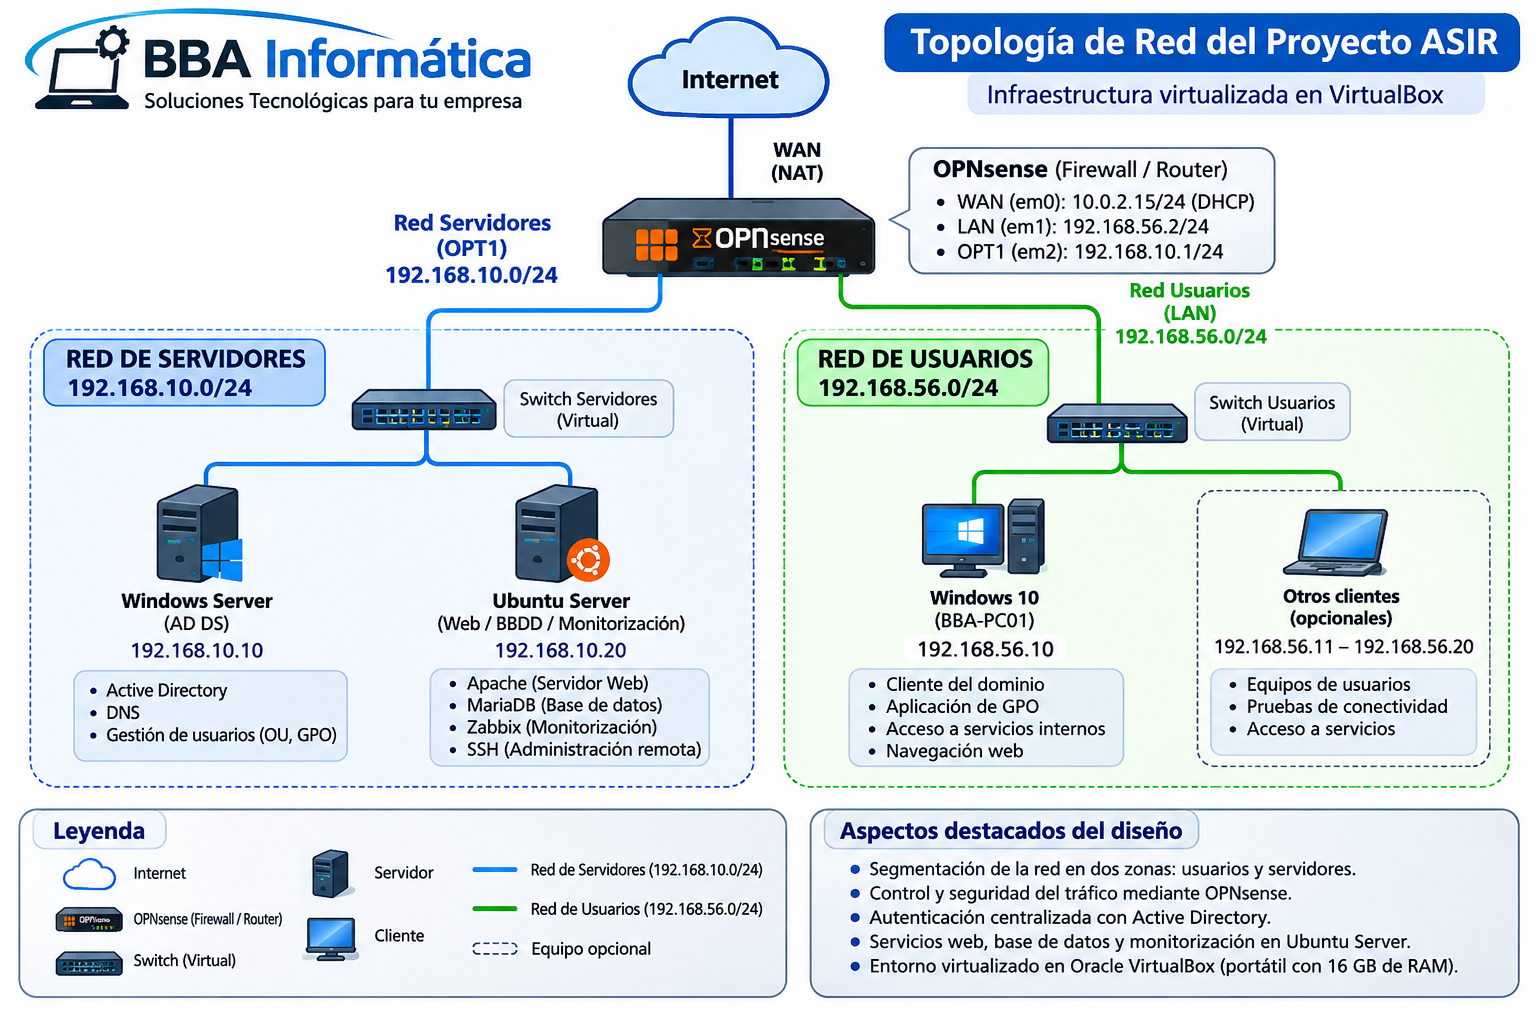 BBA Informática
Soluciones Tecnológicas para tu empresa
Internet
Topología de Red del Proyecto ASIR
Infraestructura virtualizada en VirtualBox
WAN
(NAT)
OPNsense (Firewall / Router)
• WAN (em0): 10.0.2.15/24 (DHCP)
• LAN (em1): 192.168.56.2/24
• OPT1 (em2): 192.168.10.1/24
Red Servidores
(OPT1)
192.168.10.0/24
OPNsense
Red Usuarios
(LAN)
192.168.56.0/24
RED DE SERVIDORES
192.168.10.0/24
Switch Servidores
(Virtual)
Windows Server
(AD DS)
192.168.10.10
• Active Directory
• DNS
• Gestión de usuarios (OU, GPO)
Ubuntu Server
(Web / BBDD / Monitorización)
192.168.10.20
• Apache (Servidor Web)
• MariaDB (Base de datos)
• Zabbix (Monitorización)
• SSH (Administración remota)
RED DE USUARIOS
192.168.56.0/24
Switch Usuarios
(Virtual)
Windows 10
(BBA-PC01)
192.168.56.10
• Cliente del dominio
• Aplicación de GPO
• Acceso a servicios internos
• Navegación web
Otros clientes
(opcionales)
192.168.56.11 – 192.168.56.20
• Equipos de usuarios
• Pruebas de conectividad
• Acceso a servicios
Leyenda
Internet
OPNsense (Firewall / Router)
Switch (Virtual)
Servidor
Cliente
Red de Servidores (192.168.10.0/24)
Red de Usuarios (192.168.56.0/24)
Equipo opcional
Aspectos destacados del diseño
• Segmentación de la red en dos zonas: usuarios y servidores.
• Control y seguridad del tráfico mediante OPNsense.
• Autenticación centralizada con Active Directory.
• Servicios web, base de datos y monitorización en Ubuntu Server.
• Entorno virtualizado en Oracle VirtualBox (portátil con 16 GB de RAM).